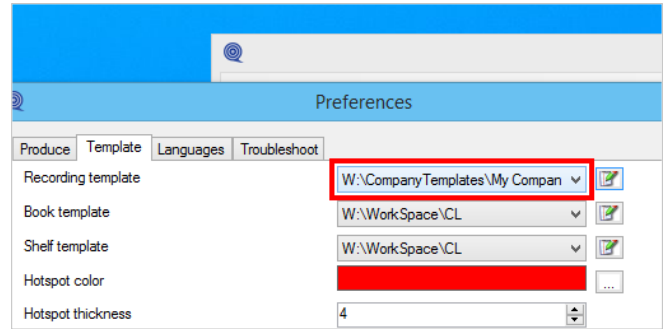 Preferences
Produce Template Languages Troubleshoot
Recording template W:\CompanyTemplates\My Compan
Book template W:\WorkSpace\CL
Shelf template W:\WorkSpace\CL
Hotspot color ...
Hotspot thickness 4